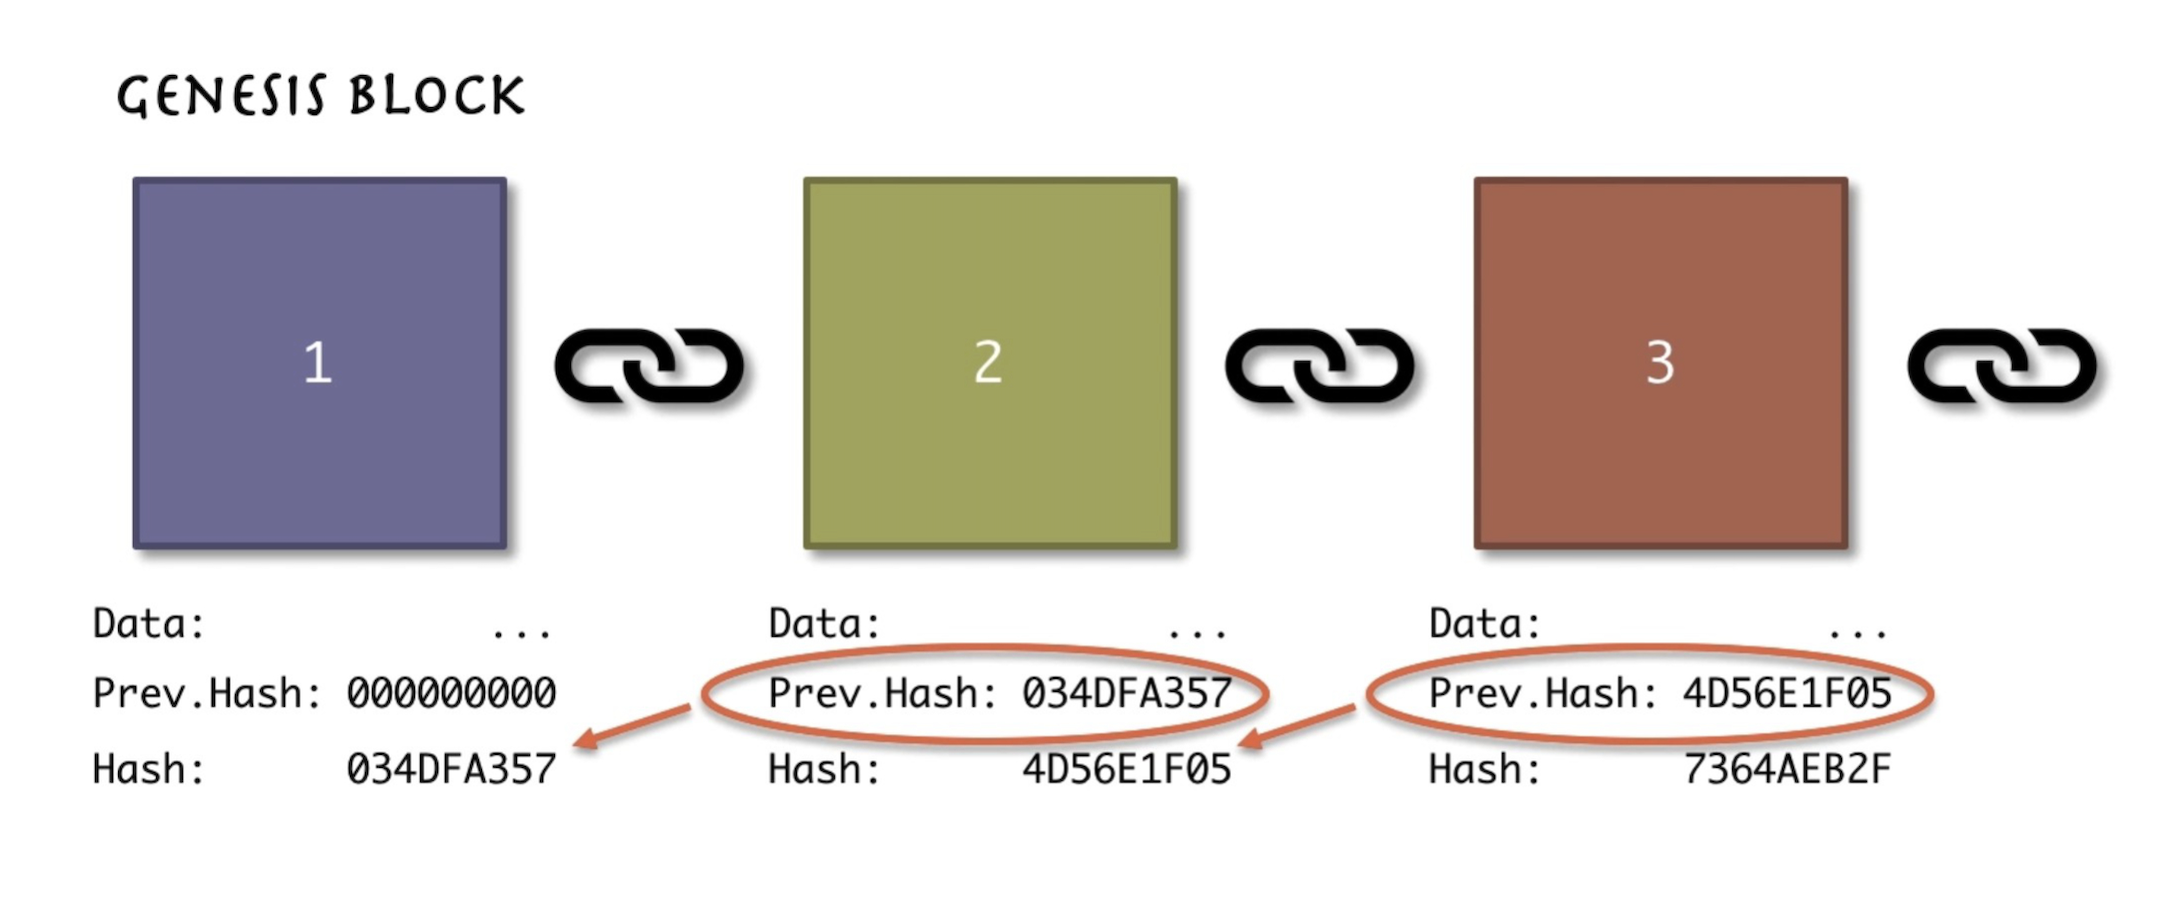 GENESIS BLOCK
1
2
3
Data: ...
Prev.Hash: 000000000
Hash: 034DFA357
Data: ...
Prev.Hash: 034DFA357
Hash: 4D56E1F05
Data: ...
Prev.Hash: 4D56E1F05
Hash: 7364AEB2F